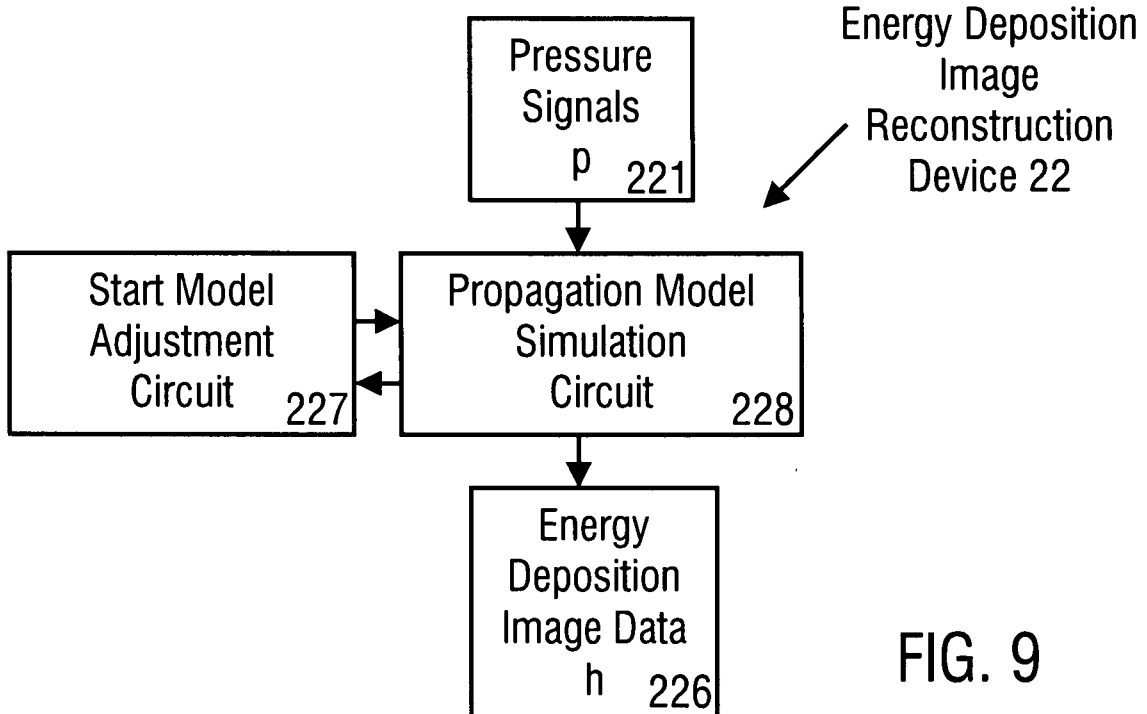 Pressure
Signals
p
221
Energy Deposition
Image
Reconstruction
Device 22
Start Model
Adjustment
Circuit
227
Propagation Model
Simulation
Circuit
228
Energy
Deposition
Image Data
h
226
FIG. 9